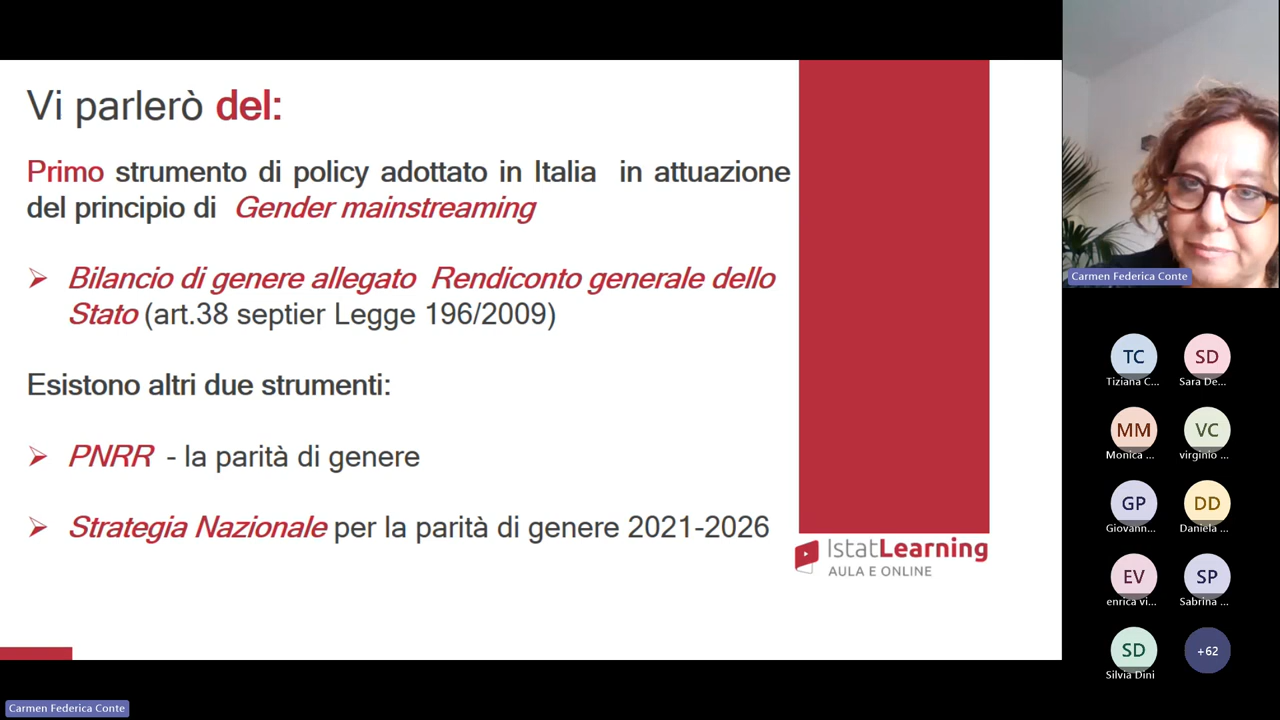 Vi parlerò del:
Primo strumento di policy adottato in Italia in attuazione
del principio di Gender mainstreaming
Bilancio di genere allegato Rendiconto generale dello
Stato (art.38 septier Legge 196/2009)
Esistono altri due strumenti:
PNRR - la parità di genere
Strategia Nazionale per la parità di genere 2021-2026
IstatLearning
AULA E ONLINE
Carmen Federica Conte
TC
SD
Tiziana C...
Sara De...
MM
VC
Monica ...
virginio ...
GP
DD
Giovann...
Daniela ...
EV
SP
enrica vi...
Sabrina ...
SD
+62
Silvia Dini
Carmen Federica Conte